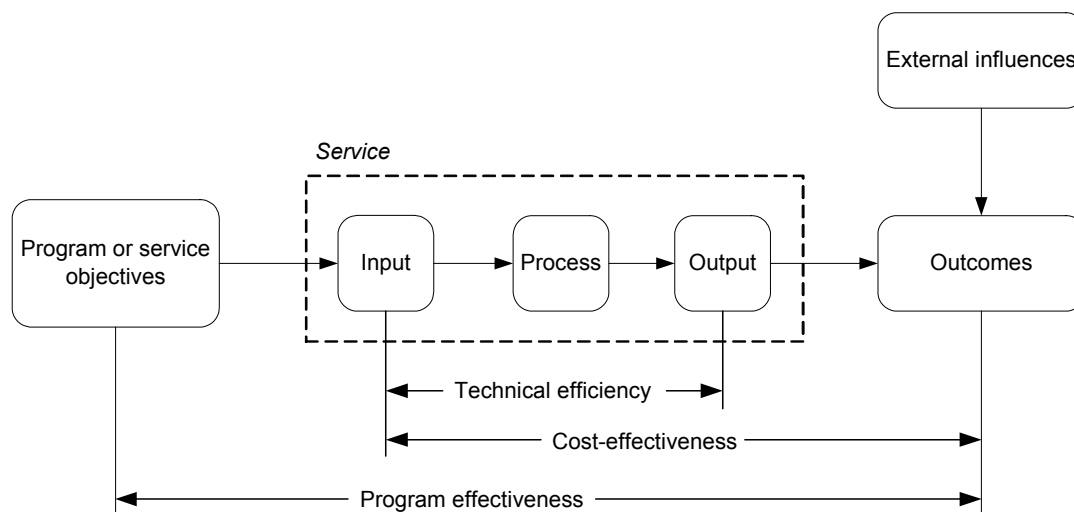 External influences
Service
Program or service
objectives
Input
Process
Output
Outcomes
Technical efficiency
Cost-effectiveness
Program effectiveness